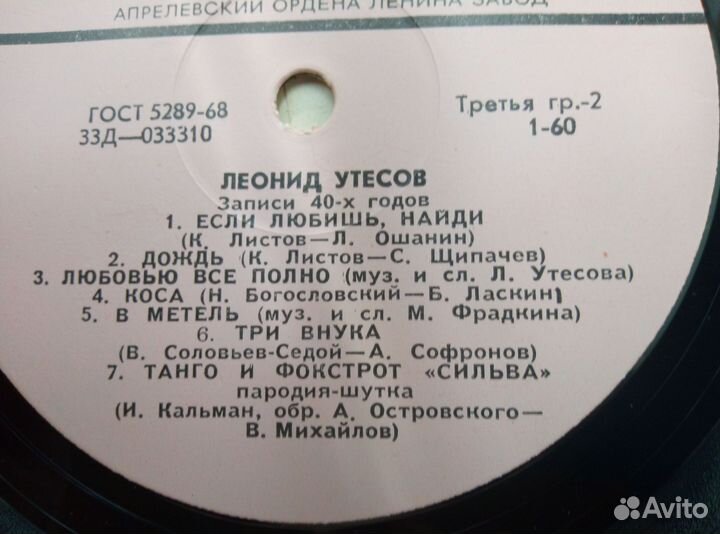 АПРЕЛЕВСКИЙ ОРДЕНА ЛЕНИНА ЗАВОД
ГОСТ 5289-68
33Д—033310
Третья гр.-2
1-60
ЛЕОНИД УТЕСОВ
Записи 40-х годов
1. ЕСЛИ ЛЮБИШЬ, НАЙДИ
(К. Листов—Л. Ошанин)
2. ДОЖДЬ (К. Листов—С. Щипачев)
3. ЛЮБОВЬЮ ВСЕ ПОЛНО (муз. и сл. Л. Утесова)
4. КОСА (Н. Богословский—Б. Ласкин)
5. В МЕТЕЛЬ (муз. и сл. М. Фрадкина)
6. ТРИ ВНУКА
(В. Соловьев-Седой—А. Софронов)
7. ТАНГО И ФОКСТРОТ «СИЛЬВА»
пародия-шутка
(И. Кальман, обр. А. Островского—
В. Михайлов)
Avito